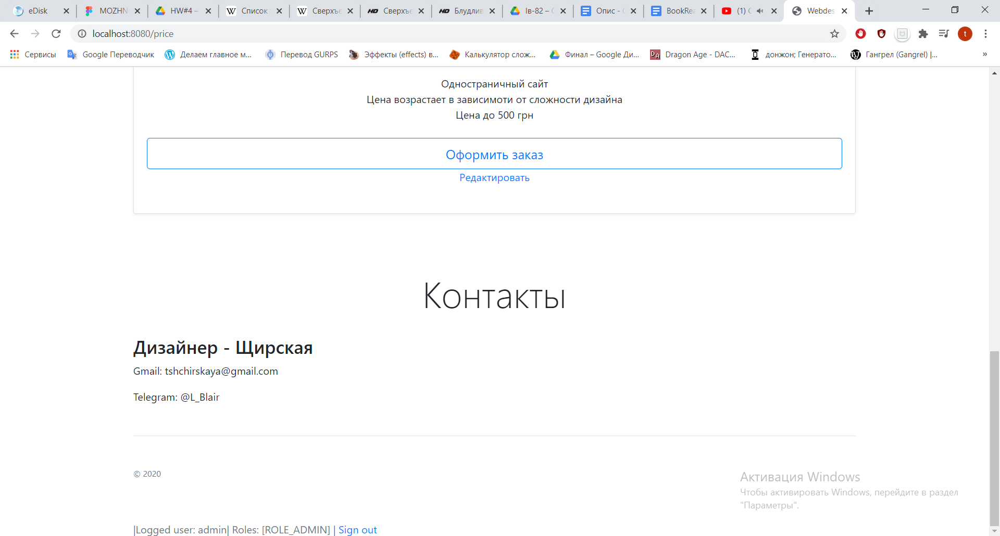 eDisk
MOZHN
HW#4 –
Список
Сверхъе
Сверхъе
Блудлив
Ів-82 – С
Опис - С
BookRea
(1) С
Webdes
localhost:8080/price
t
Сервисы
Google Переводчик
Делаем главное м...
Перевод GURPS
Эффекты (effects) в...
Калькулятор слож...
Финал – Google Ди...
Dragon Age - DAC...
донжон; Генерато...
Гангрел (Gangrel) |...
»
Одностраничный сайт
Цена возрастает в зависимоти от сложности дизайна
Цена до 500 грн
Оформить заказ
Редактировать
Контакты
Дизайнер - Щирская
Gmail: tshchirskaya@gmail.com
Telegram: @L_Blair
© 2020
Активация Windows
Чтобы активировать Windows, перейдите в раздел
"Параметры".
|Logged user: admin| Roles: [ROLE_ADMIN] | Sign out